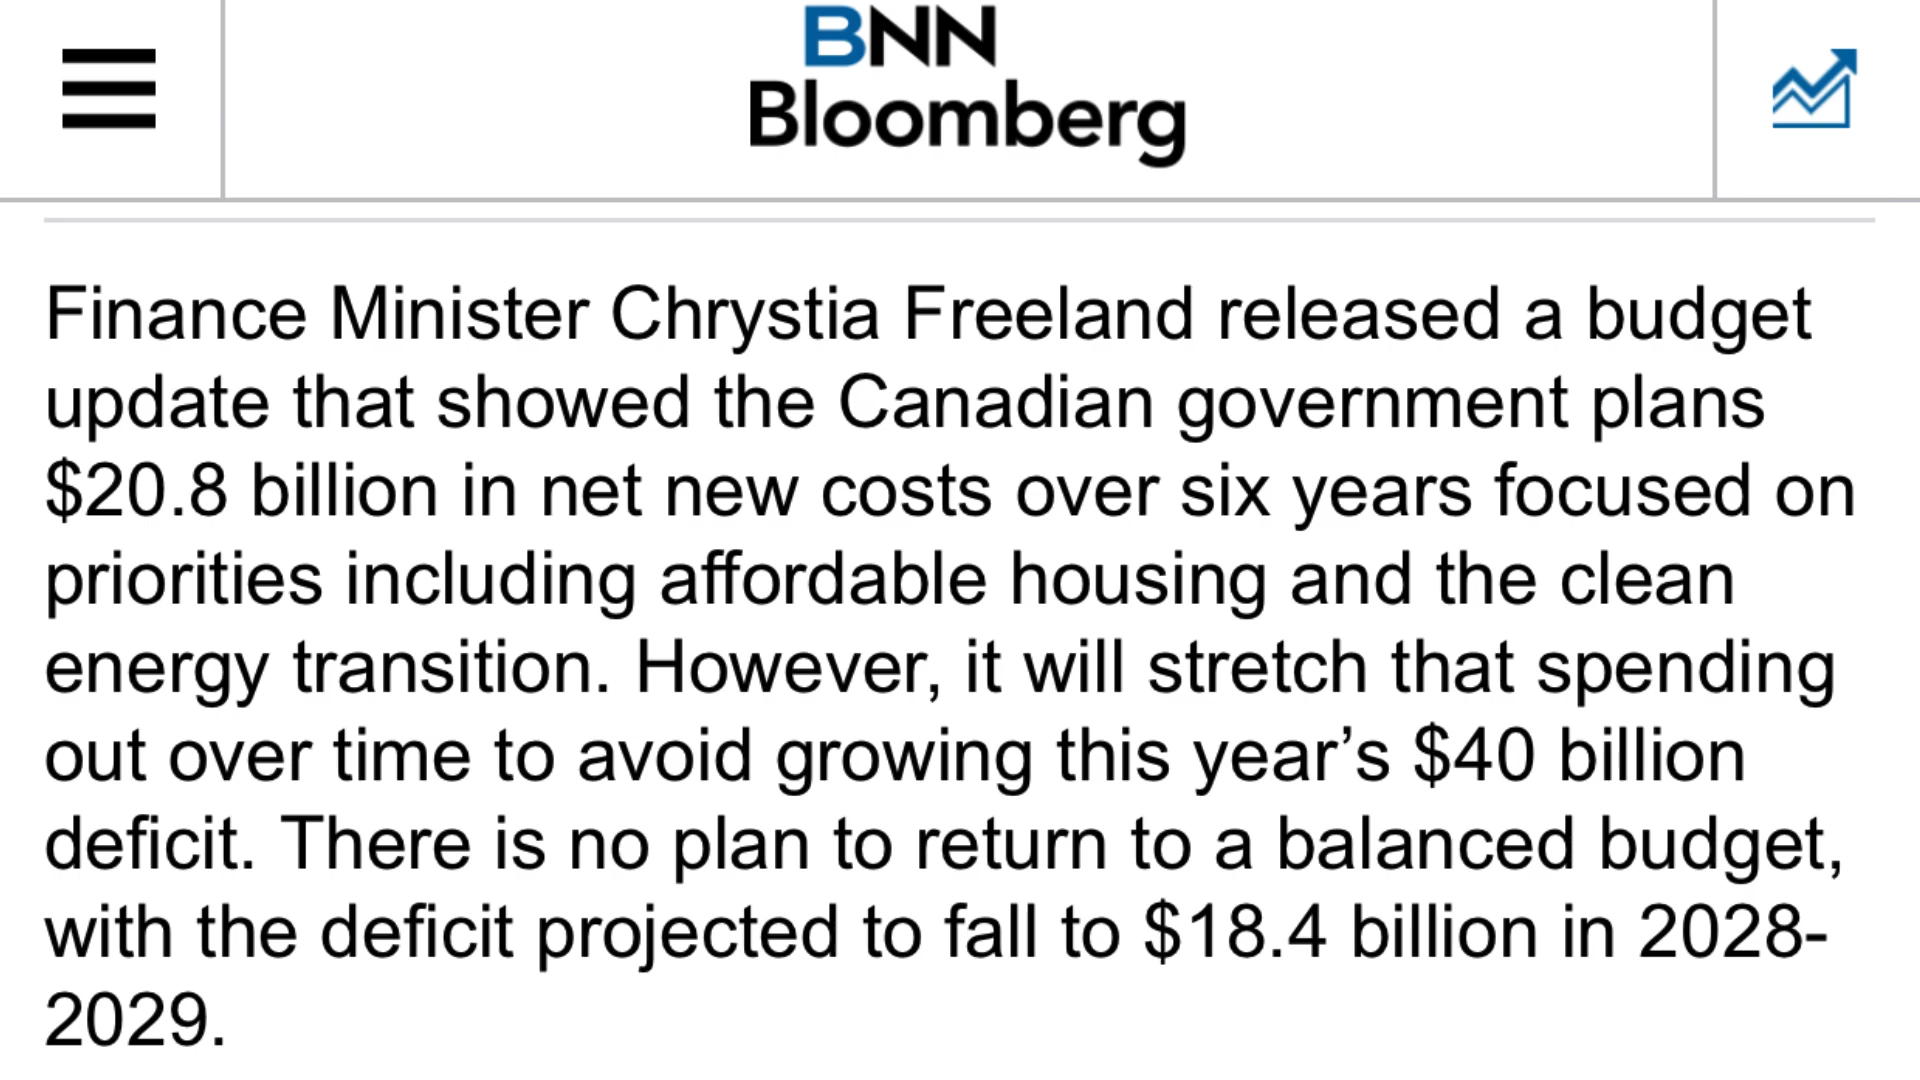 BNN
Bloomberg
Finance Minister Chrystia Freeland released a budget
update that showed the Canadian government plans
$20.8 billion in net new costs over six years focused on
priorities including affordable housing and the clean
energy transition. However, it will stretch that spending
out over time to avoid growing this year’s $40 billion
deficit. There is no plan to return to a balanced budget,
with the deficit projected to fall to $18.4 billion in 2028-
2029.